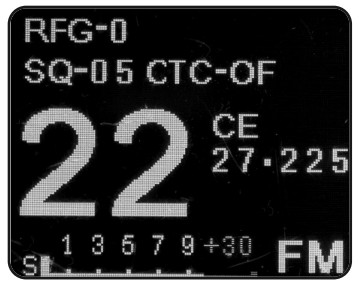 RFG-0
SQ-05 CTC-OF
22
CE
27.225
1 3 5 7 9 +30
S
FM